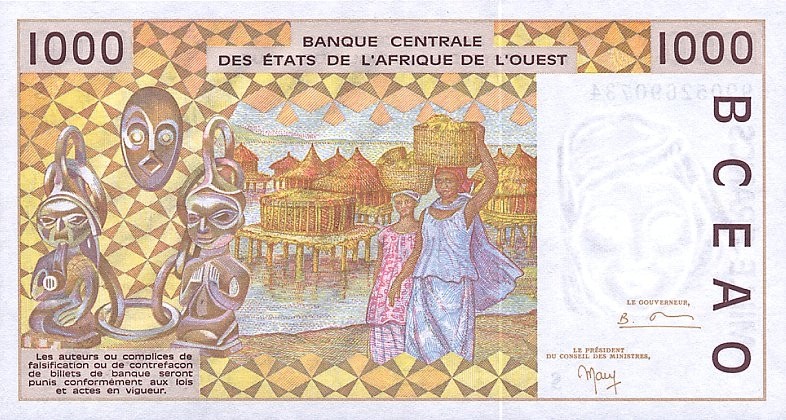 1000
BANQUE CENTRALE
DES ÉTATS DE L'AFRIQUE DE L'OUEST
1000
BCEAO
LE GOUVERNEUR,
LE PRÉSIDENT
DU CONSEIL DES MINISTRES,
Les auteurs ou complices de
falsification ou de contrefaçon
de billets de banque seront
punis conformément aux lois
et actes en vigueur.